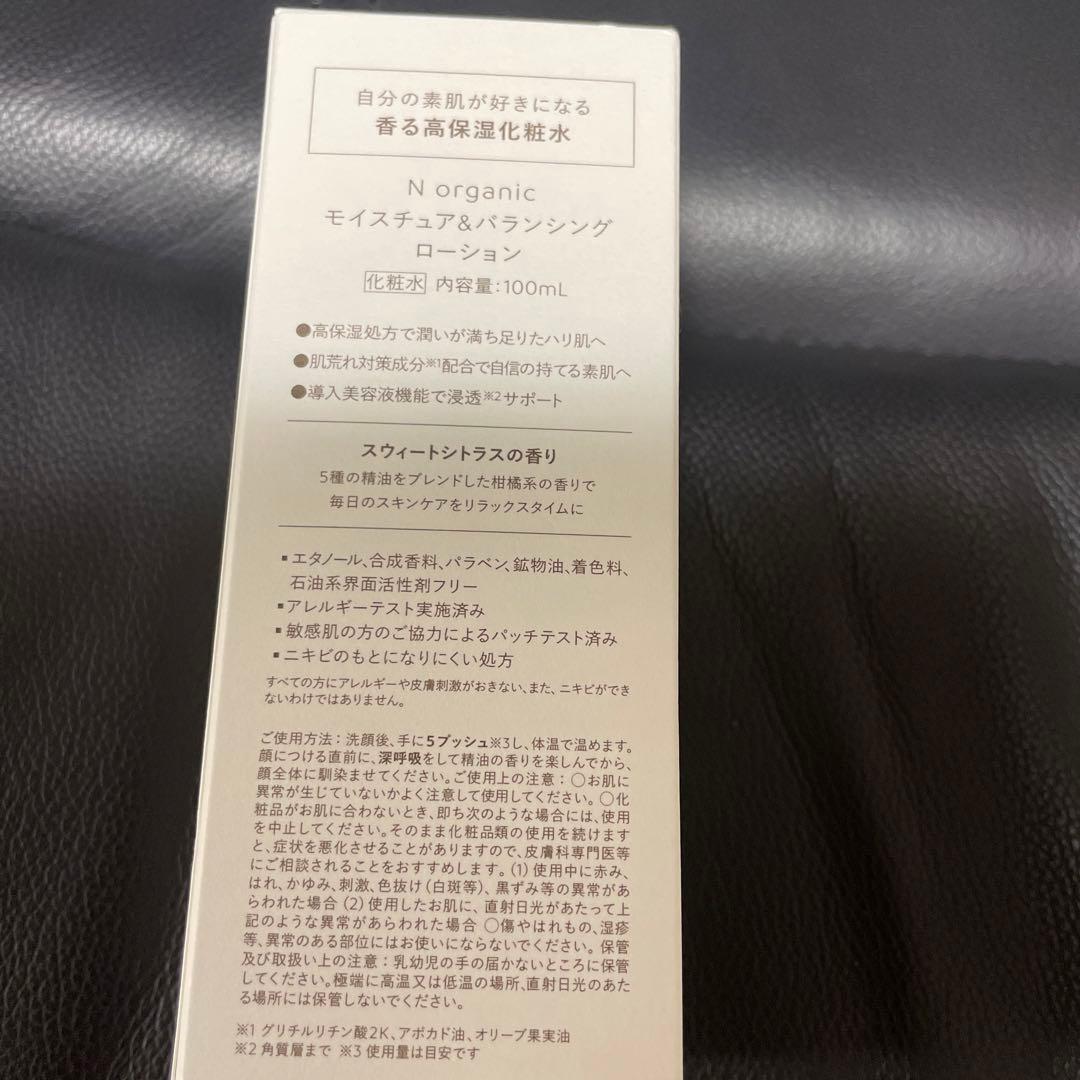 自分の素肌が好きになる
香る高保湿化粧水
N organic
モイスチュア&バランシング
ローション
化粧水 内容量:100mL
●高保湿処方で潤いが満ち足りたハリ肌へ
●肌荒れ対策成分※1配合で自信の持てる素肌へ
●導入美容液機能で浸透※2サポート
スウィートシトラスの香り
5種の精油をブレンドした柑橘系の香りで
毎日のスキンケアをリラックスタイムに
▪エタノール、合成香料、パラベン、鉱物油、着色料、
石油系界面活性剤フリー
▪アレルギーテスト実施済み
▪敏感肌の方のご協力によるパッチテスト済み
▪ニキビのもとになりにくい処方
すべての方にアレルギーや皮膚刺激がおきない、また、ニキビができ
ないわけではありません。
ご使用方法:洗顔後、手に5プッシュ※3し、体温で温めます。
顔につける直前に、深呼吸をして精油の香りを楽しんでから、
顔全体に馴染ませてください。ご使用上の注意:○お肌に
異常が生じていないかよく注意して使用してください。○化
粧品がお肌に合わないとき、即ち次のような場合には、使用
を中止してください。そのまま化粧品類の使用を続けます
と、症状を悪化させることがありますので、皮膚科専門医等
にご相談されることをおすすめします。(1)使用中に赤み、
はれ、かゆみ、刺激、色抜け(白斑等)、黒ずみ等の異常があ
らわれた場合(2)使用したお肌に、直射日光があたって上
記のような異常があらわれた場合 ○傷やはれもの、湿疹
等、異常のある部位にはお使いにならないでください。保管
及び取扱い上の注意:乳幼児の手の届かないところに保管
してください。極端に高温又は低温の場所、直射日光のあた
る場所には保管しないでください。
※1 グリチルリチン酸2K、アボカド油、オリーブ果実油
※2 角質層まで ※3 使用量は目安です